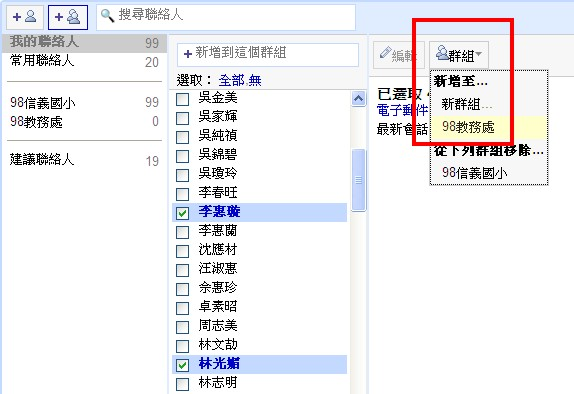 搜尋聯絡人
我的聯絡人 99
常用聯絡人 20
98信義國小 99
98教務處 0
建議聯絡人 19
新增到這個群組
選取： 全部,無
吳金美
吳家輝
吳純禎
吳錦碧
吳瓊玲
李春旺
李惠璇
李惠蘭
沈應材
汪淑惠
佘惠珍
卓素昭
周志美
林文劼
林光媚
林志明
編輯
群組
已選取
電子郵件
最新會話
新增至...
新群組...
98教務處
從下列群組移除...
98信義國小